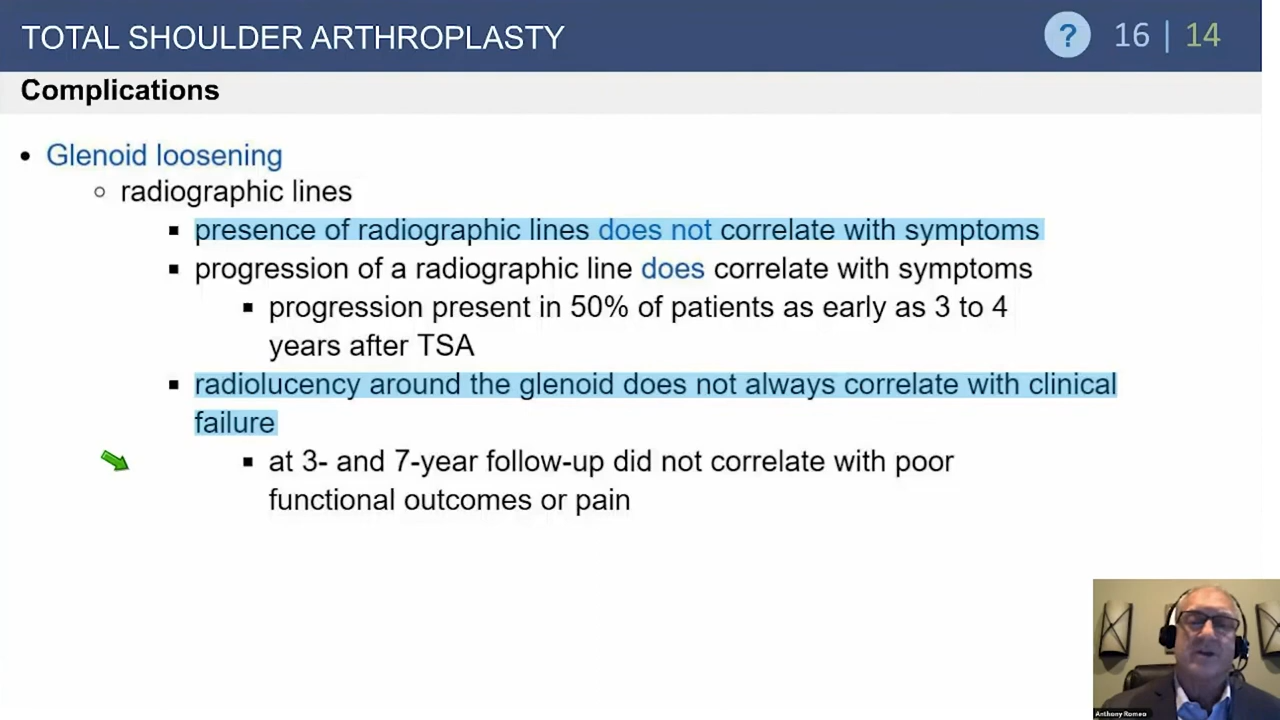 TOTAL SHOULDER ARTHROPLASTY
? 16 | 14
Complications
• Glenoid loosening
○ radiographic lines
▪ presence of radiographic lines does not correlate with symptoms
▪ progression of a radiographic line does correlate with symptoms
▪ progression present in 50% of patients as early as 3 to 4
years after TSA
▪ radiolucency around the glenoid does not always correlate with clinical
failure
▪ at 3- and 7-year follow-up did not correlate with poor
functional outcomes or pain
Anthony Romeo